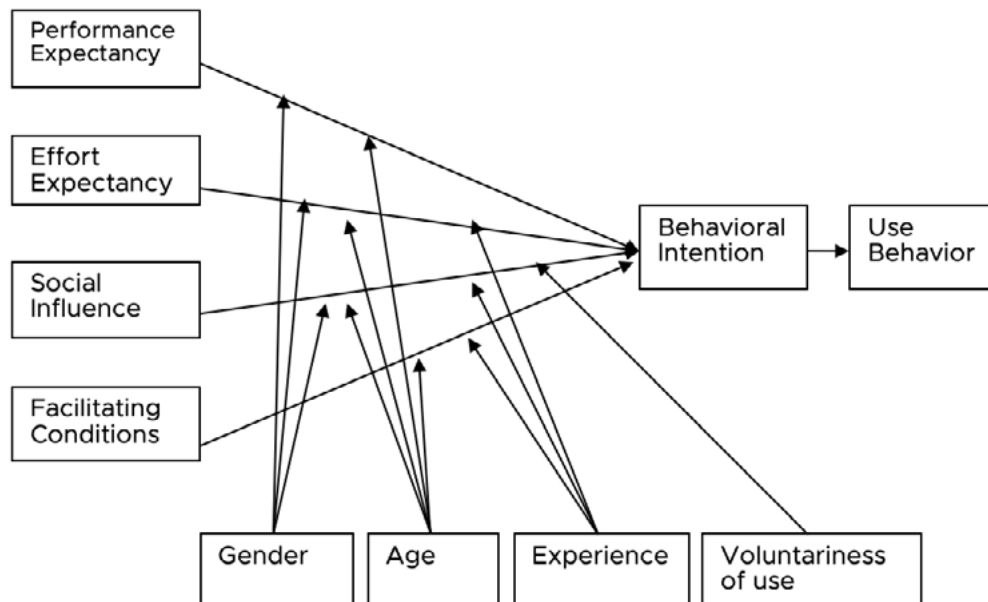 Performance
Expectancy
Effort
Expectancy
Social
Influence
Facilitating
Conditions
Behavioral
Intention
Use
Behavior
Gender
Age
Experience
Voluntariness
of use